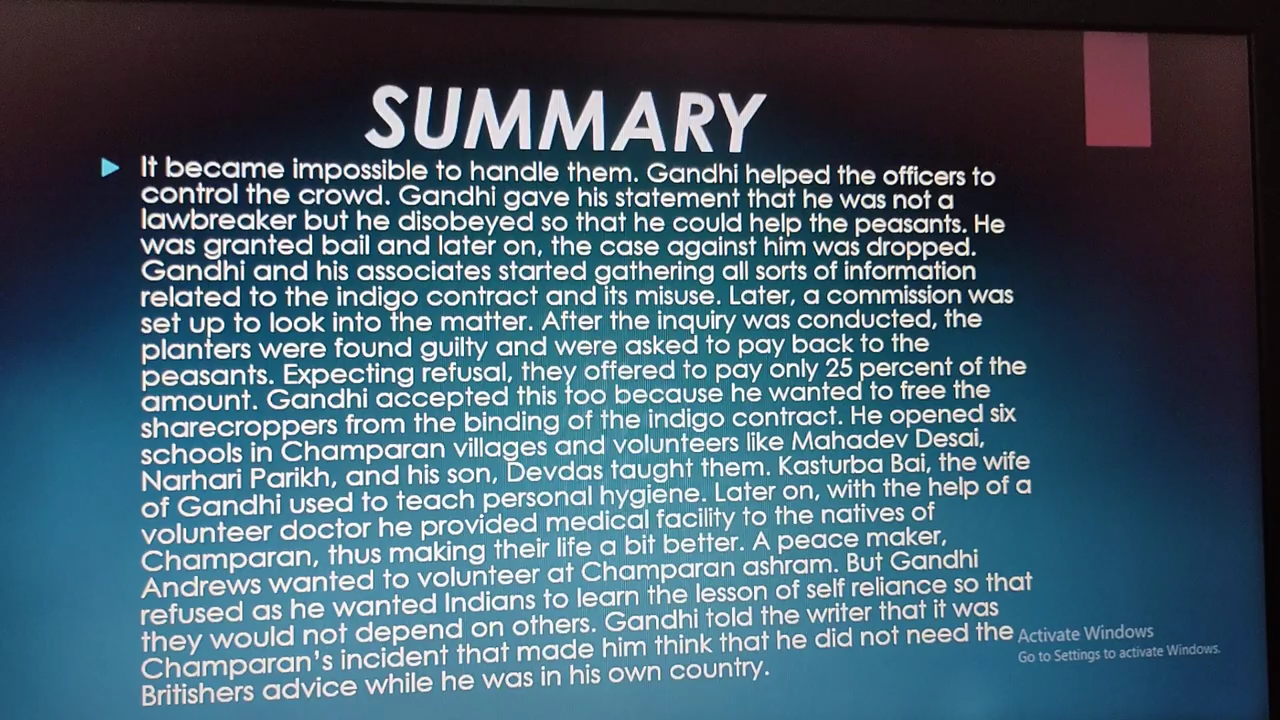 SUMMARY
It became impossible to handle them. Gandhi helped the officers to
control the crowd. Gandhi gave his statement that he was not a
lawbreaker but he disobeyed so that he could help the peasants. He
was granted bail and later on, the case against him was dropped.
Gandhi and his associates started gathering all sorts of information
related to the indigo contract and its misuse. Later, a commission was
set up to look into the matter. After the inquiry was conducted, the
planters were found guilty and were asked to pay back to the
peasants. Expecting refusal, they offered to pay only 25 percent of the
amount. Gandhi accepted this too because he wanted to free the
sharecroppers from the binding of the indigo contract. He opened six
schools in Champaran villages and volunteers like Mahadev Desai,
Narhari Parikh, and his son, Devdas taught them. Kasturba Bai, the wife
of Gandhi used to teach personal hygiene. Later on, with the help of a
volunteer doctor he provided medical facility to the natives of
Champaran, thus making their life a bit better. A peace maker,
Andrews wanted to volunteer at Champaran ashram. But Gandhi
refused as he wanted Indians to learn the lesson of self reliance so that
they would not depend on others. Gandhi told the writer that it was
Champaran's incident that made him think that he did not need the
Britishers advice while he was in his own country.
Activate Windows
Go to Settings to activate Windows.